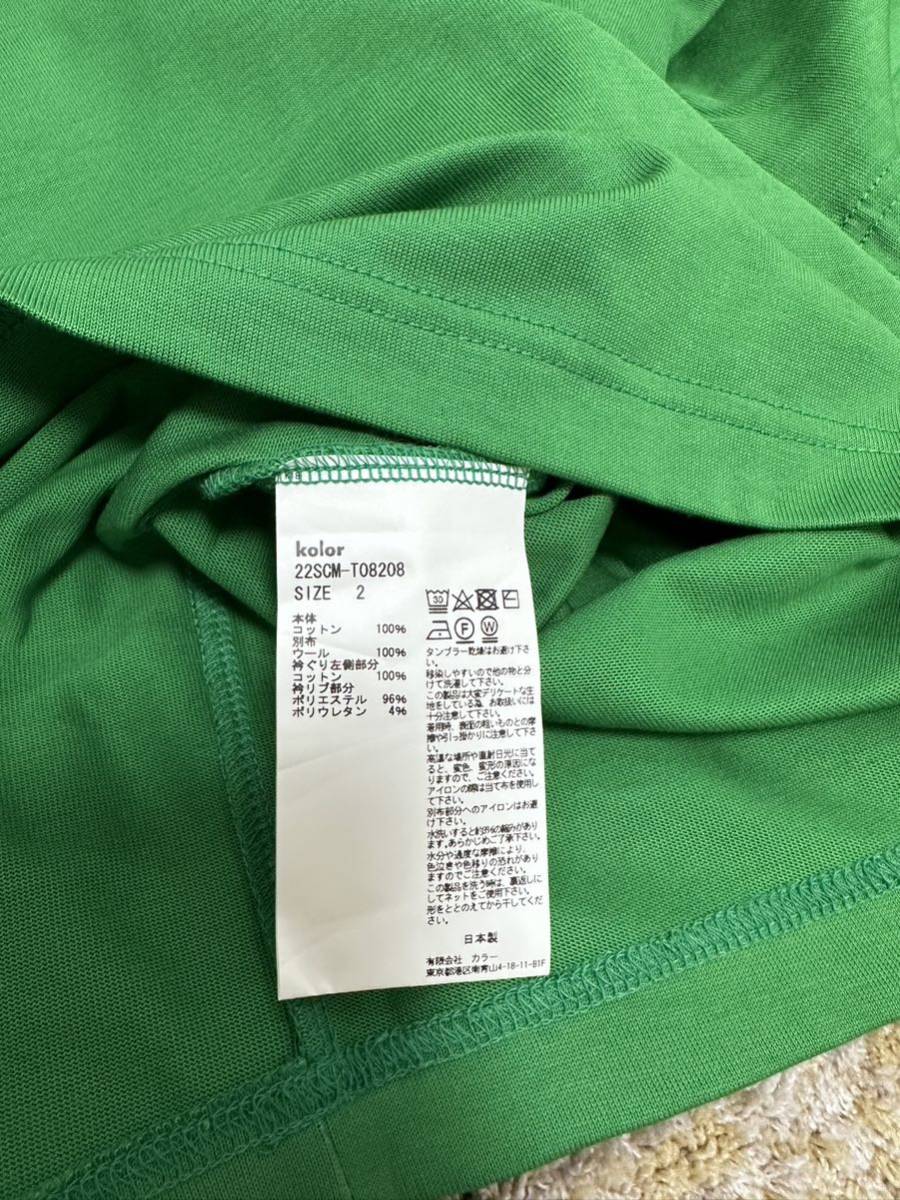 kolor
22SCM-T08208
SIZE 2
本体
コットン 100%
別布
ウール 100%
衿ぐり左側部分
コットン 100%
衿リブ部分
ポリエステル 96%
ポリウレタン 4%
30
F W
タンブラー乾燥はお避け下さ
い。
移染しやすいので他の物と分
けて洗濯して下さい。
この製品は大変デリケートな生
地をしている為、お取扱いには
十分注意して下さい。
着用時、表面の粗いものとの摩
擦や引っ掛かりに注意して下さ
い。
高温な場所や直射日光に当て
ると、変色、変形の原因にな
りますので、ご注意ください。
アイロンの際は当て布を使用し
て下さい。
別布部分へのアイロンはお避
け下さい。
水洗いすると約3%の縮みがあり
ます。あらかじめご了承下さい。
水分や過度な摩擦により、
色泣きや色移りの恐れがあり
ますのでご注意ください。
この製品を洗う時は、裏返しに
してネットをご使用下さい。
形をととのえてから干してくだ
さい。
日本製
有限会社 カラー
東京都港区南青山4-18-11-B1F